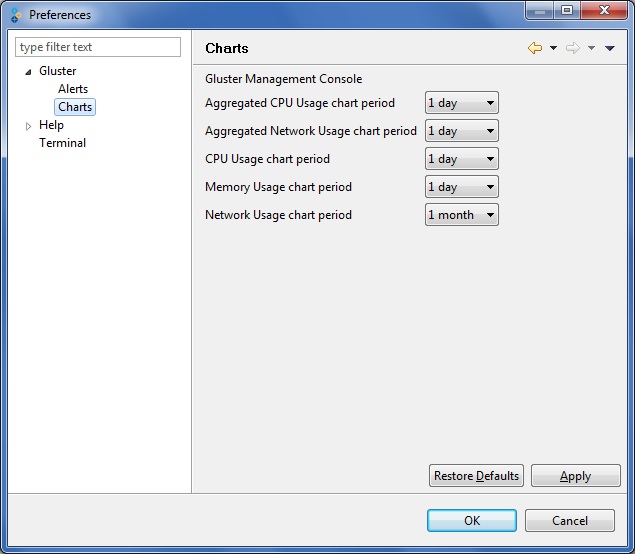 Preferences
type filter text
Gluster
Alerts
Charts
Help
Terminal
Charts
Gluster Management Console
Aggregated CPU Usage chart period 1 day
Aggregated Network Usage chart period 1 day
CPU Usage chart period 1 day
Memory Usage chart period 1 day
Network Usage chart period 1 month
Restore Defaults Apply
OK Cancel